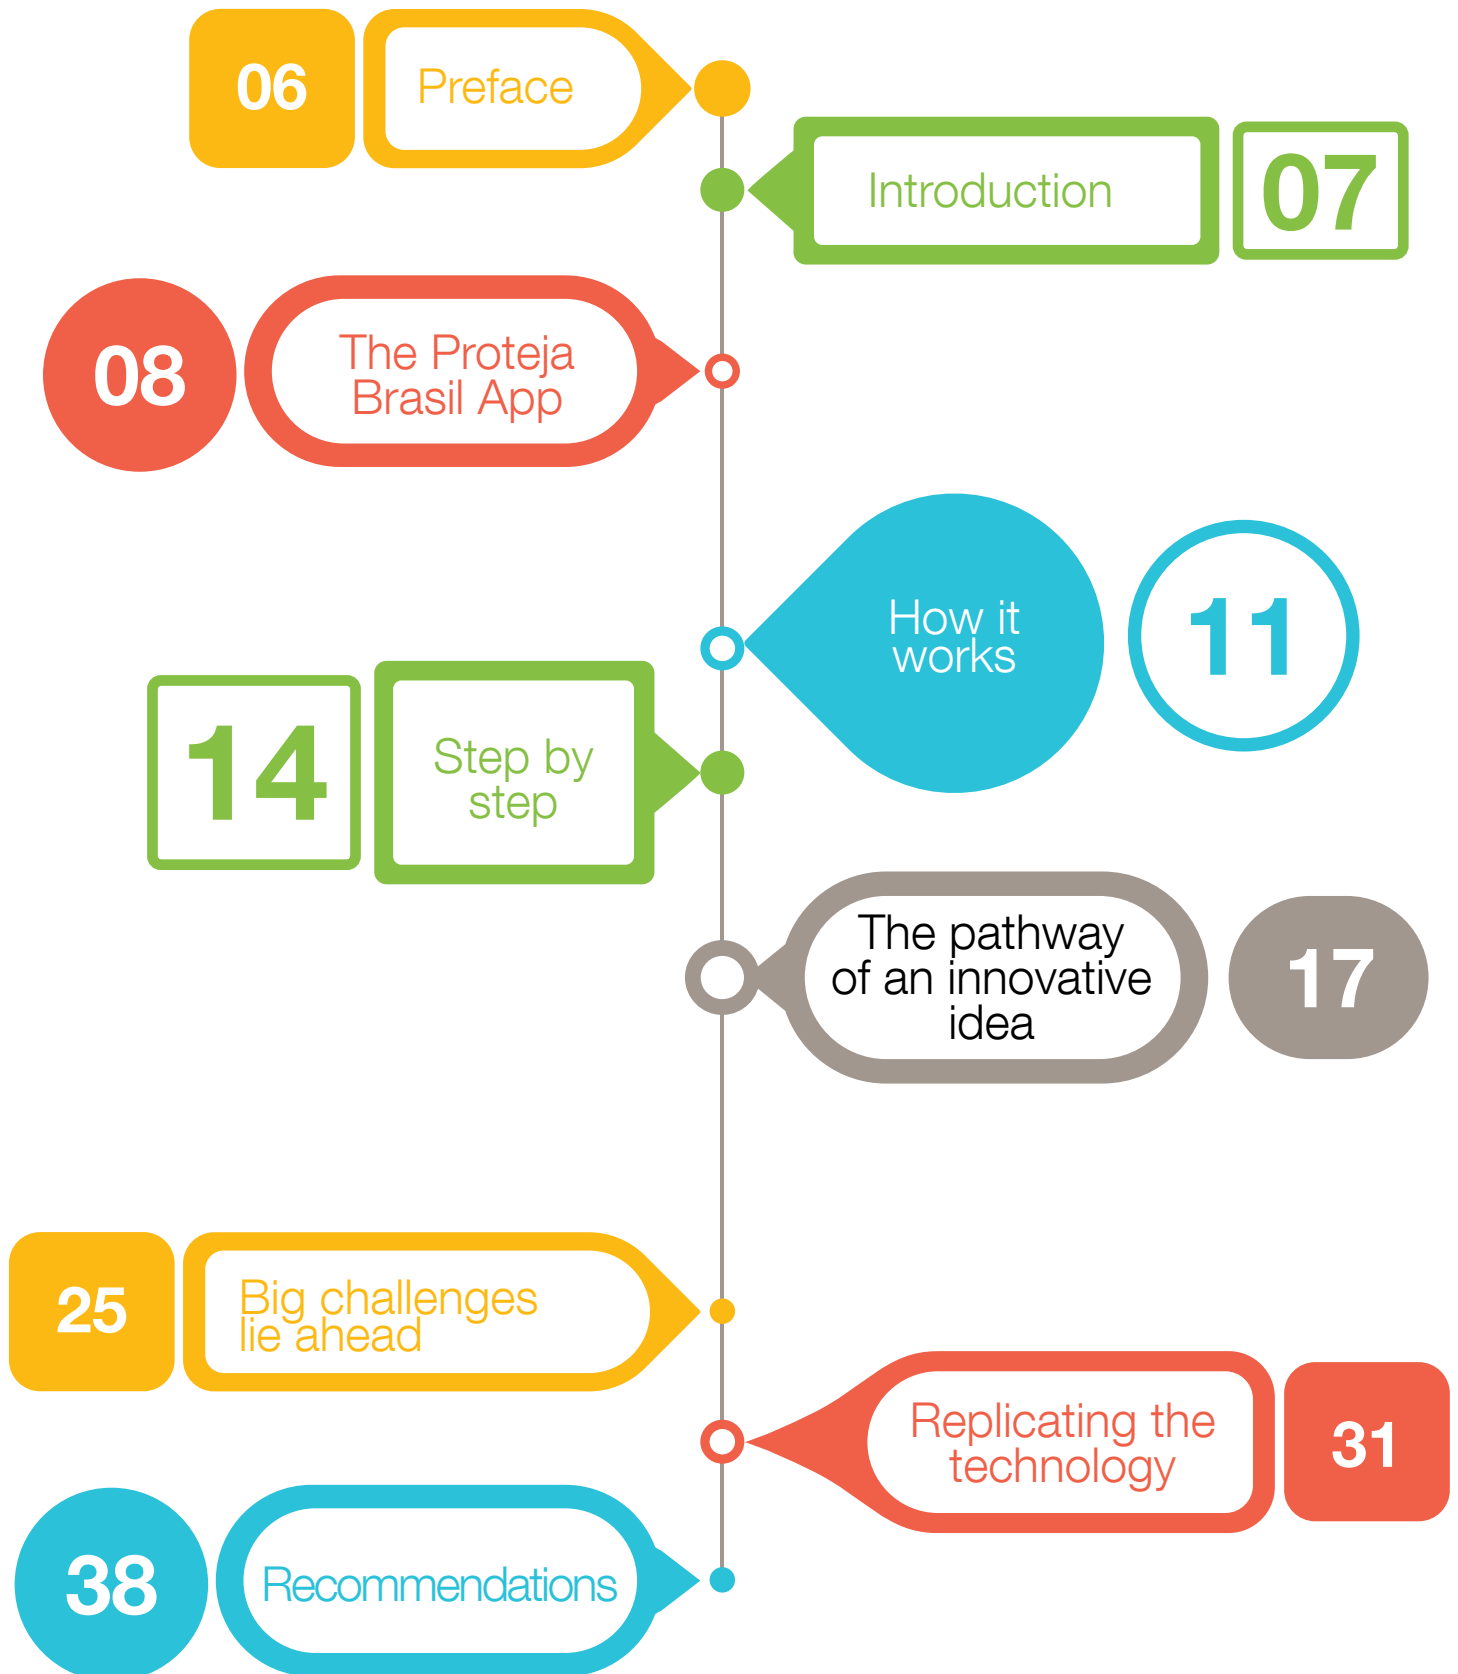 06
Preface
Introduction
07
08
The Proteja
Brasil App
How it
works
11
14
Step by
step
The pathway
of an innovative
idea
17
25
Big challenges
lie ahead
Replicating the
technology
31
38
Recommendations